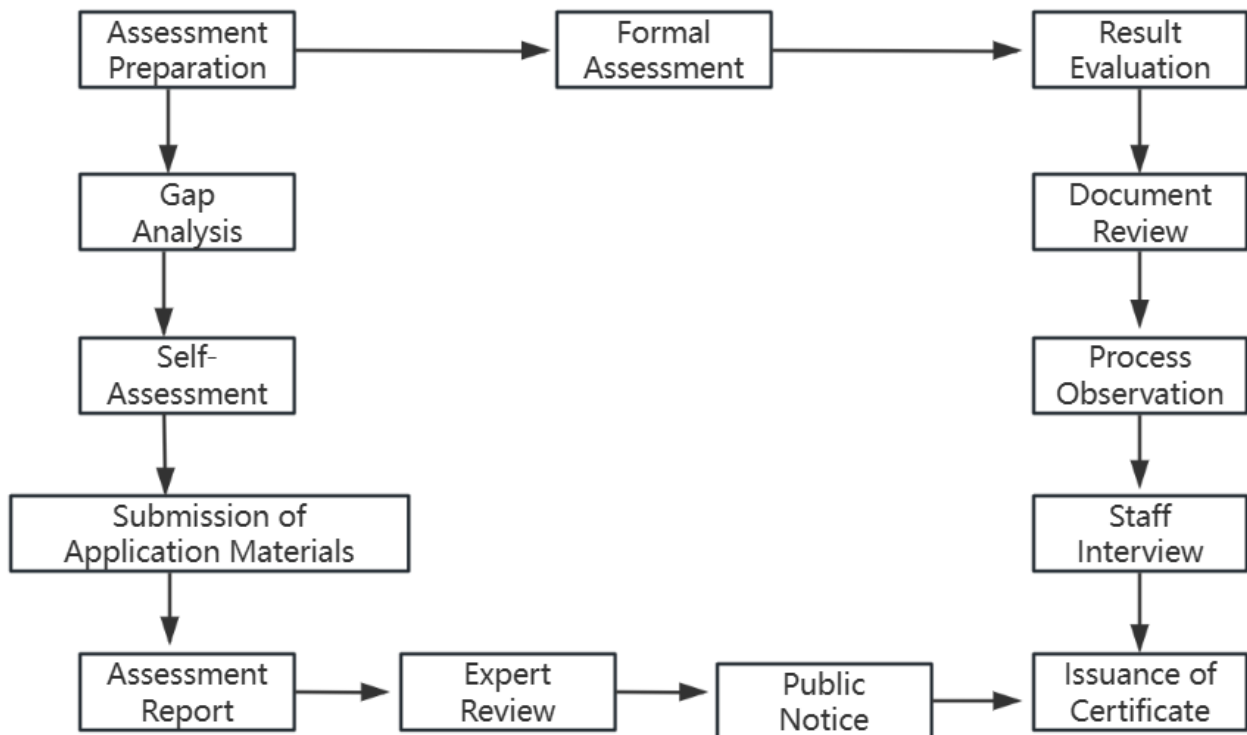 Assessment
Preparation
Formal
Assessment
Result
Evaluation
Gap
Analysis
Document
Review
Self-
Assessment
Process
Observation
Submission of
Application Materials
Staff
Interview
Assessment
Report
Expert
Review
Public
Notice
Issuance of
Certificate